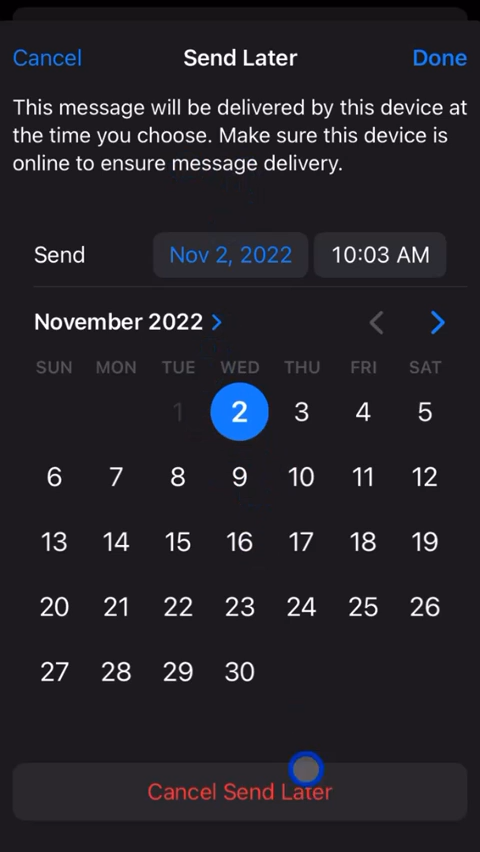 Cancel Send Later Done
This message will be delivered by this device at
the time you choose. Make sure this device is
online to ensure message delivery.
Send Nov 2, 2022 10:03 AM
November 2022
SUN MON TUE WED THU FRI SAT
1 2 3 4 5
6 7 8 9 10 11 12
13 14 15 16 17 18 19
20 21 22 23 24 25 26
27 28 29 30
Cancel Send Later